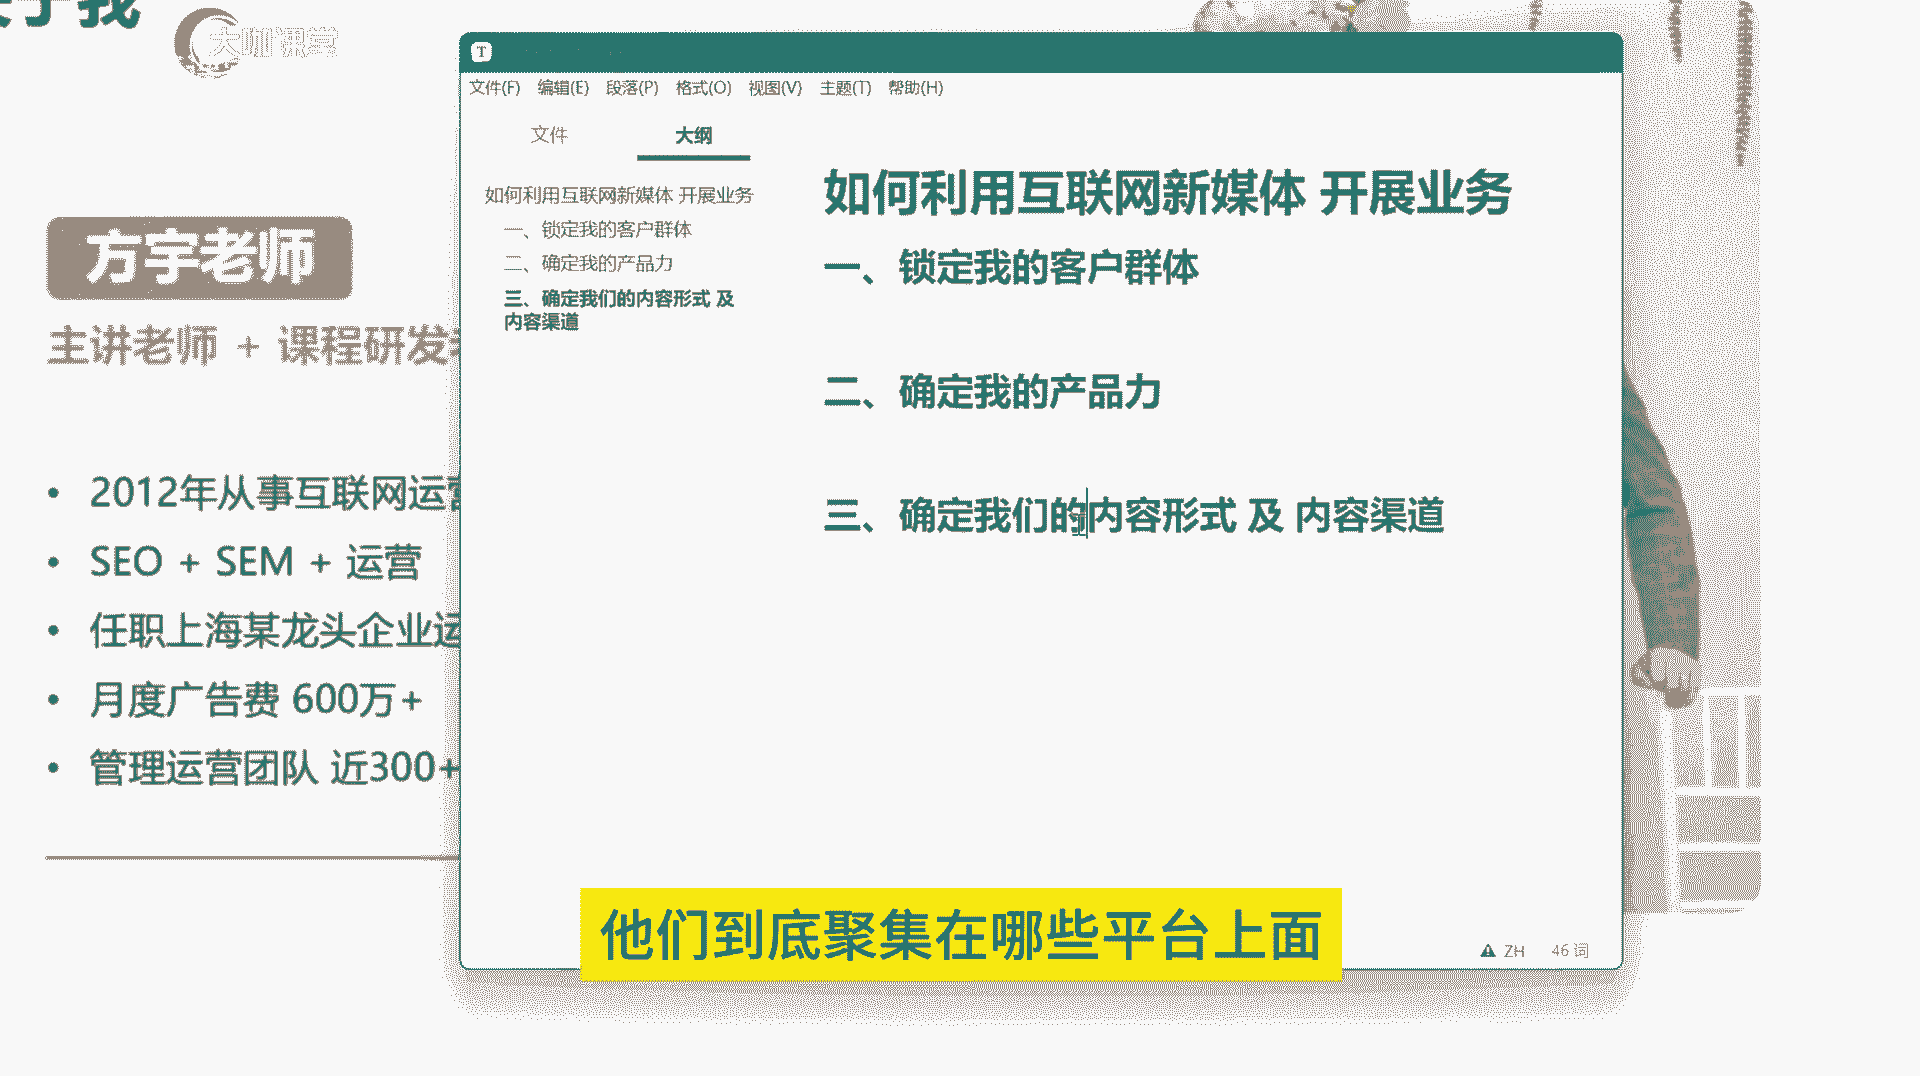 于我
大咖课堂
方宇老师
主讲老师 + 课程研发
2012年从事互联网运营
SEO + SEM + 运营
任职上海某龙头企业运
月度广告费 600万+
管理运营团队 近300+
T
文件(F) 编辑(E) 段落(P) 格式(O) 视图(V) 主题(T) 帮助(H)
文件 大纲
如何利用互联网新媒体 开展业务
一、锁定我的客户群体
二、确定我的产品力
三、确定我们的内容形式 及
内容渠道
如何利用互联网新媒体 开展业务
一、锁定我的客户群体
二、确定我的产品力
三、确定我们的内容形式 及 内容渠道
ZH 46 词
他们到底聚集在哪些平台上面